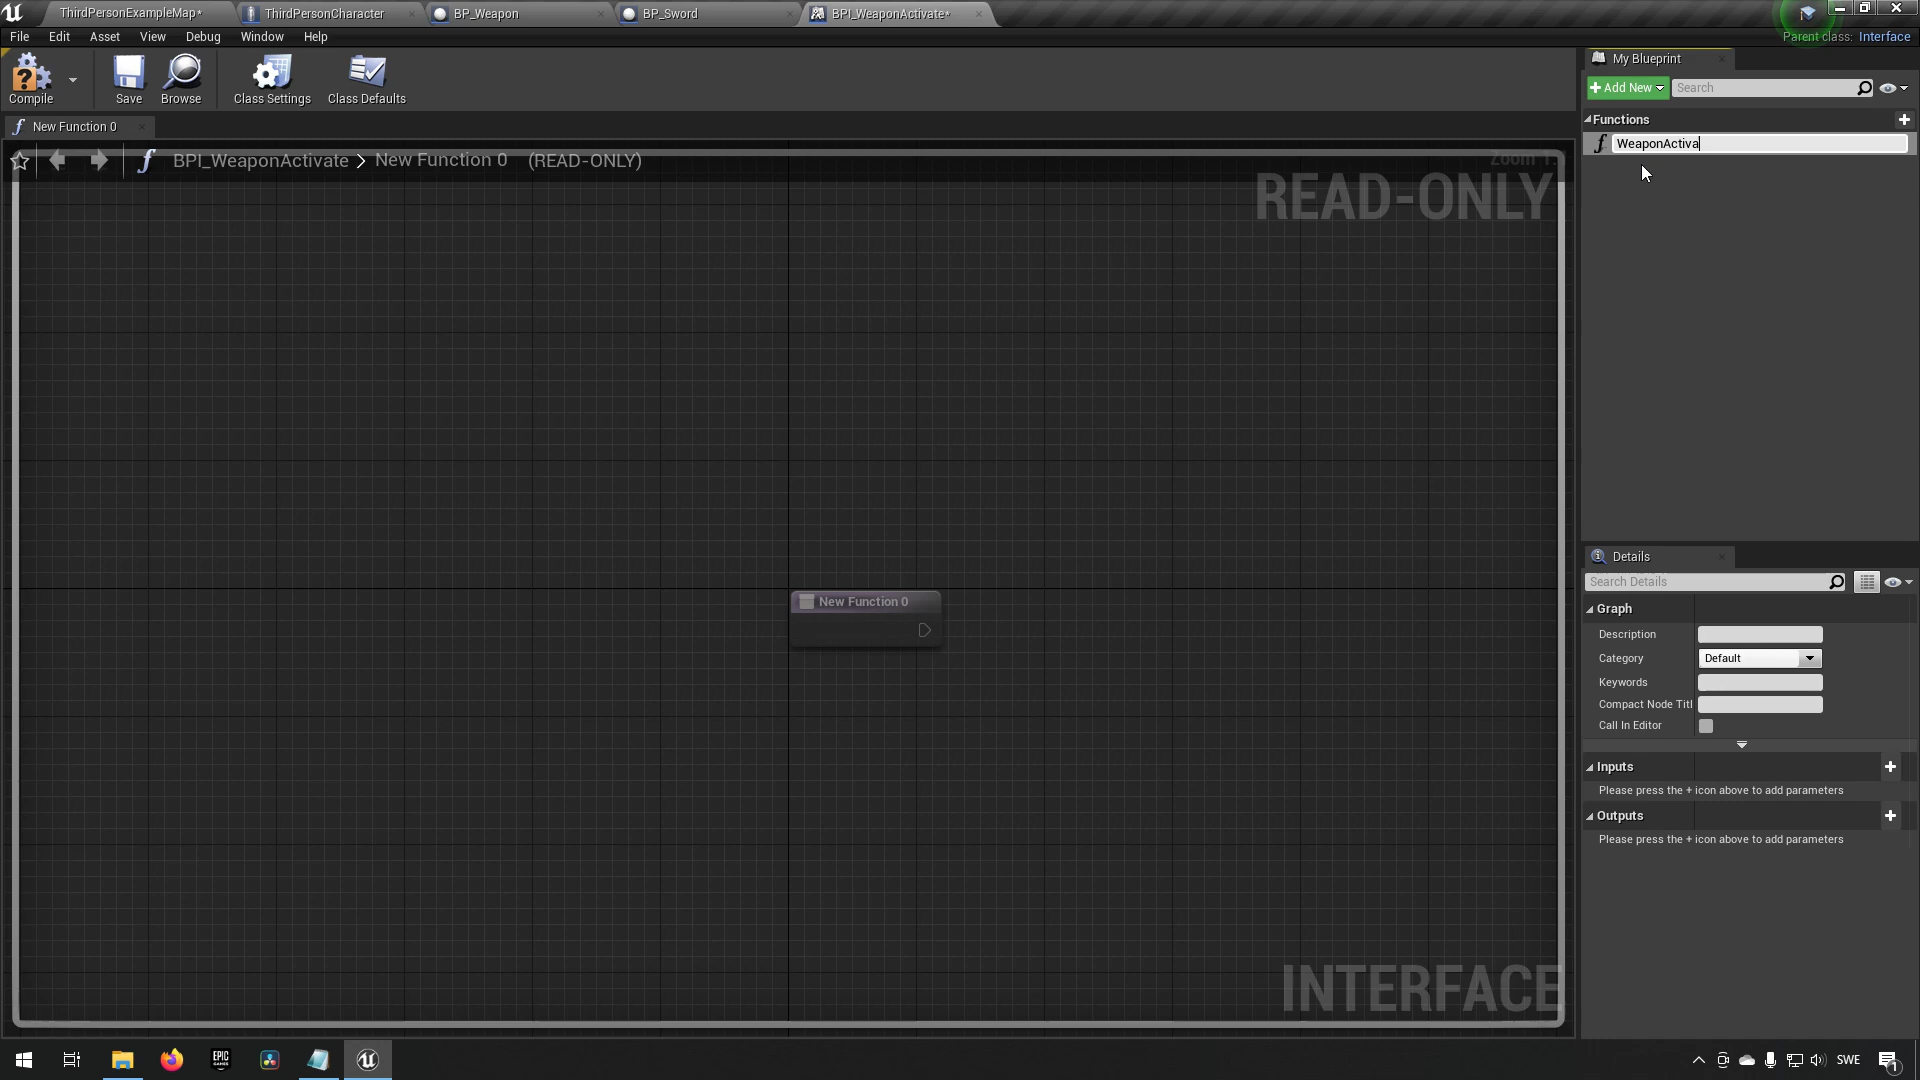 ThirdPersonExampleMap*
ThirdPersonCharacter
BP_Weapon
BP_Sword
BPI_WeaponActivate*
File
Edit
Asset
View
Debug
Window
Help
Parent class: Interface
Compile
Save
Browse
Class Settings
Class Defaults
My Blueprint
Add New
Search
New Function 0
Functions
WeaponActiva
BPI_WeaponActivate > New Function 0 (READ-ONLY)
READ-ONLY
New Function 0
INTERFACE
Details
Search Details
Graph
Description
Category
Default
Keywords
Compact Node Titl
Call In Editor
Inputs
Please press the + icon above to add parameters
Outputs
Please press the + icon above to add parameters
EPIC
GAMES
SWE
1